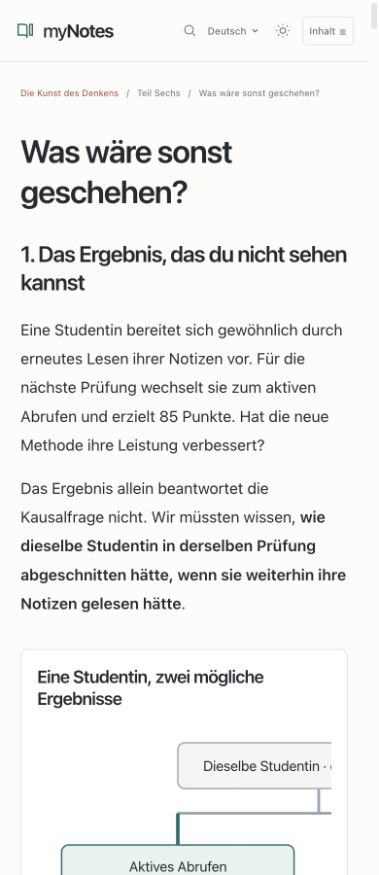 myNotes
Deutsch
Inhalt
Die Kunst des Denkens / Teil Sechs / Was wäre sonst geschehen?
Was wäre sonst
geschehen?
1. Das Ergebnis, das du nicht sehen
kannst
Eine Studentin bereitet sich gewöhnlich durch
erneutes Lesen ihrer Notizen vor. Für die
nächste Prüfung wechselt sie zum aktiven
Abrufen und erzielt 85 Punkte. Hat die neue
Methode ihre Leistung verbessert?
Das Ergebnis allein beantwortet die
Kausalfrage nicht. Wir müssten wissen, wie
dieselbe Studentin in derselben Prüfung
abgeschnitten hätte, wenn sie weiterhin ihre
Notizen gelesen hätte.
Eine Studentin, zwei mögliche
Ergebnisse
Dieselbe Studentin ·
Aktives Abrufen